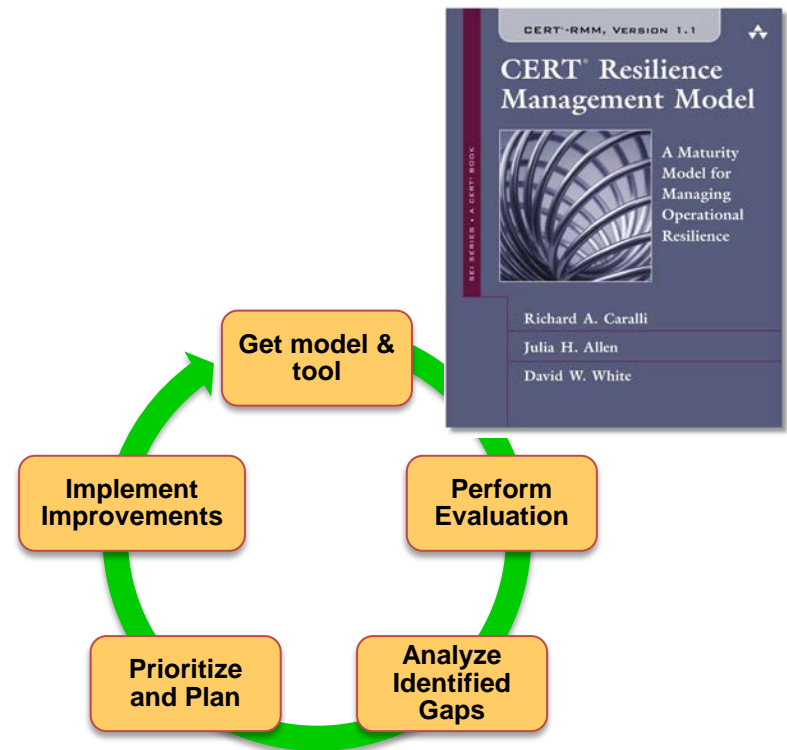 CERT®-RMM, VERSION 1.1
CERT® Resilience
Management Model
SEI SERIES • A CERT® BOOK
A Maturity
Model for
Managing
Operational
Resilience
Richard A. Caralli
Julia H. Allen
David W. White
Get model &
tool
Perform
Evaluation
Analyze
Identified
Gaps
Prioritize
and Plan
Implement
Improvements